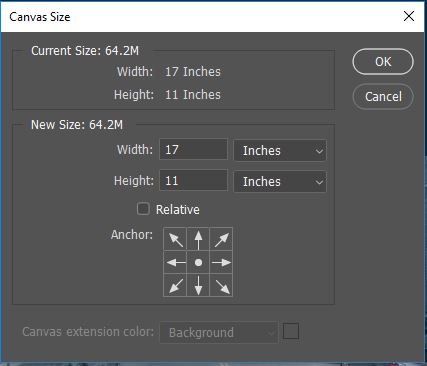 Canvas Size
Current Size: 64.2M
OK
Width: 17 Inches
Height: 11 Inches
Cancel
New Size: 64.2M
Width: 17 Inches
Height: 11 Inches
Relative
Anchor:
Canvas extension color: Background